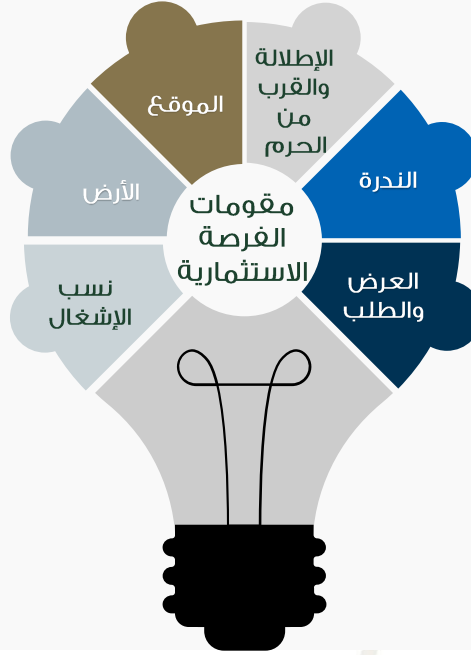 الإطلالة
والقرب
من
الحرم
الموقع
الندرة
الأرض
مقومات
الفرصة
الاستثمارية
العرض
والطلب
نسب
الإشغال